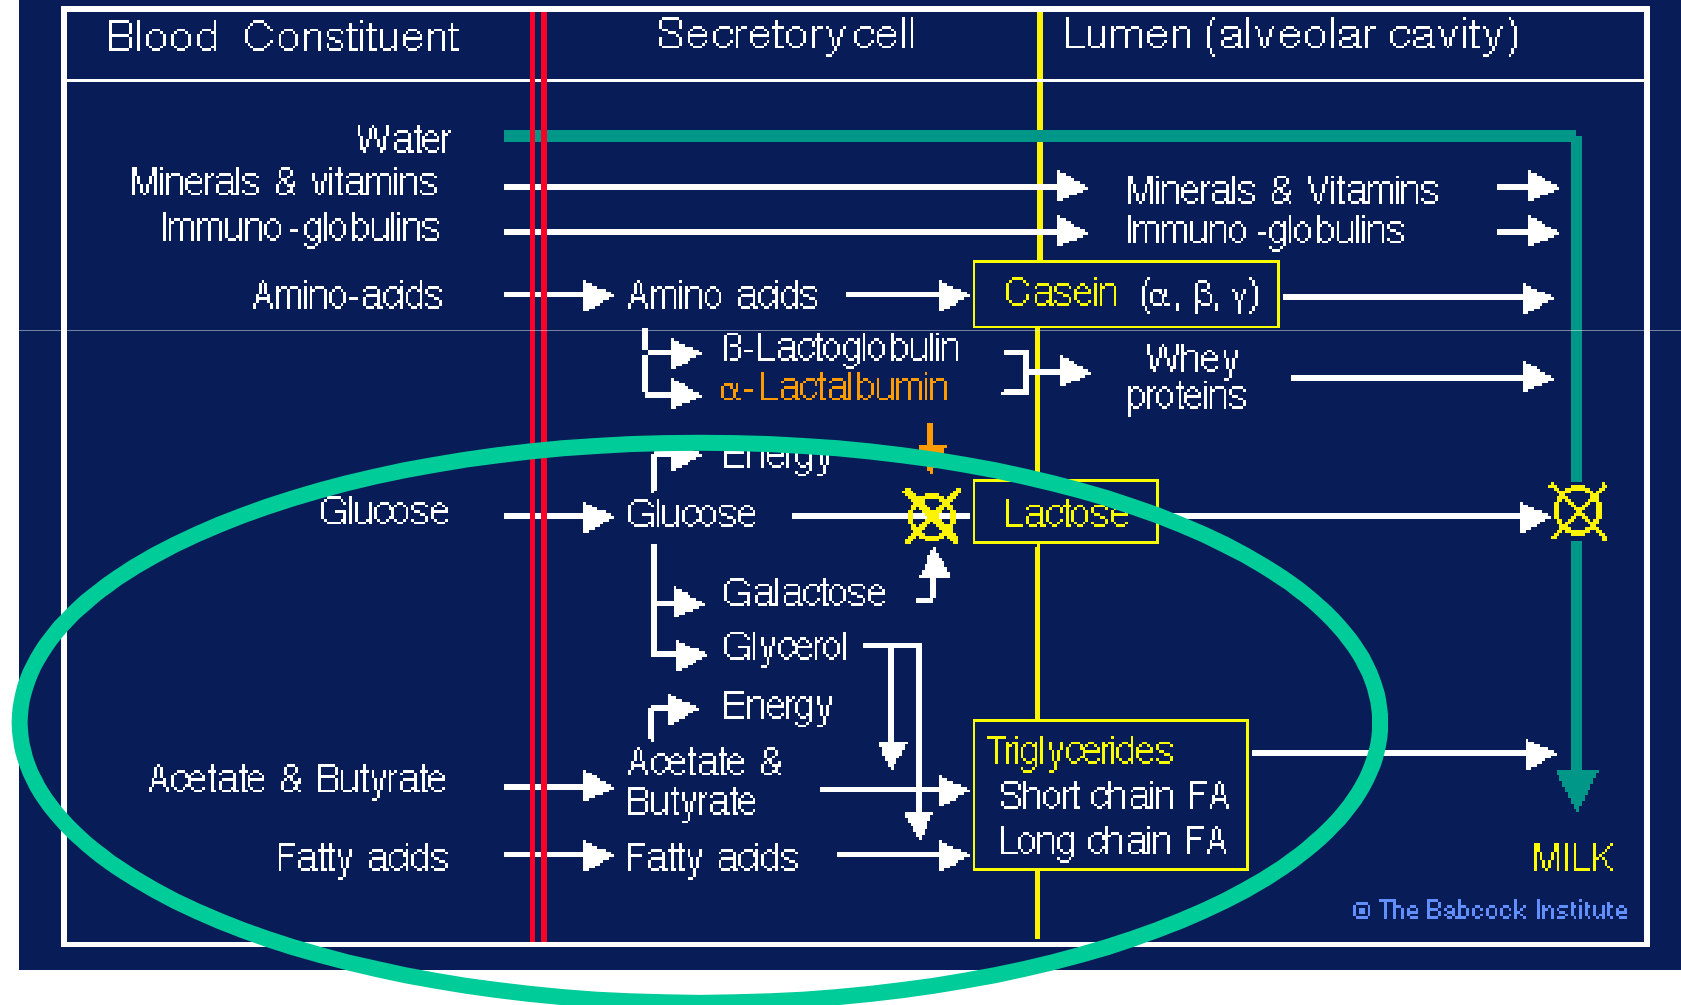 Blood Constituent Secretory cell Lumen (alveolar cavity)
Water
Minerals & vitamins Minerals & Vitamins
Immuno-globulins Immuno-globulins
Amino-acids Amino acids Casein (α, β, γ)
β-Lactoglobulin Whey
α-Lactalbumin proteins
Energy
Glucose Glucose Lactose
Galactose
Glycerol
Energy
Acetate & Butyrate Acetate & Triglycerides
Butyrate Short chain FA
Fatty acids Fatty acids Long chain FA
MILK
© The Babcock Institute